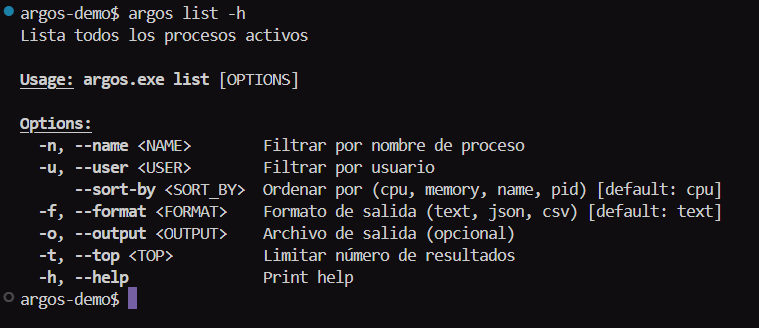 argos-demo$ argos list -h
Lista todos los procesos activos
Usage: argos.exe list [OPTIONS]
Options:
-n, --name <NAME> Filtrar por nombre de proceso
-u, --user <USER> Filtrar por usuario
--sort-by <SORT_BY> Ordenar por (cpu, memory, name, pid) [default: cpu]
-f, --format <FORMAT> Formato de salida (text, json, csv) [default: text]
-o, --output <OUTPUT> Archivo de salida (opcional)
-t, --top <TOP> Limitar número de resultados
-h, --help Print help
argos-demo$